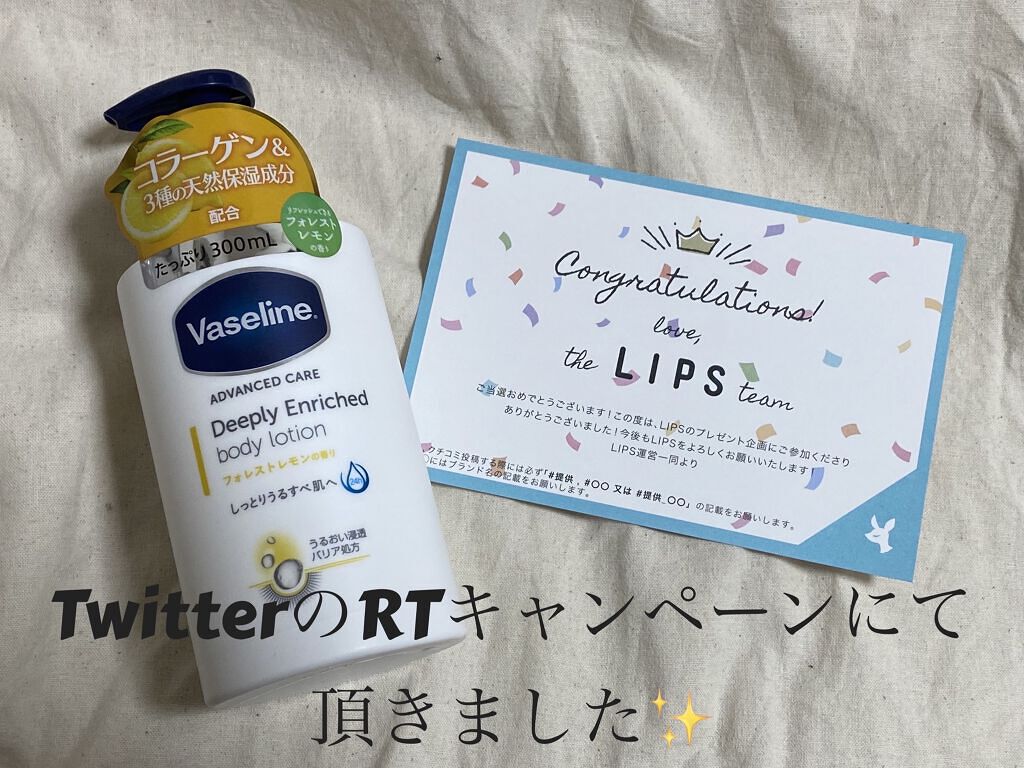 コラーゲン&
3種の天然保湿成分
配合
リフレッシュできる
フォレスト
レモン
の香り
たっぷり300mL
Vaseline
ADVANCED CARE
Deeply Enriched
body lotion
フォレストレモンの香り
しっとりうるすべ肌へ
24h
うるおい浸透
バリア処方
Congratulations!
love,
the LIPS team
ご当選おめでとうございます！この度は、LIPSのプレゼント企画にご参加くださり
ありがとうございました！今後もLIPSをよろしくお願いいたします
LIPS運営一同より
クチコミ投稿する際には必ず「#提供 , #〇〇 又は #提供_〇〇」の記載をお願いします。
〇にはブランド名の記載をお願いします。
TwitterのRTキャンペーンにて
頂きました✨